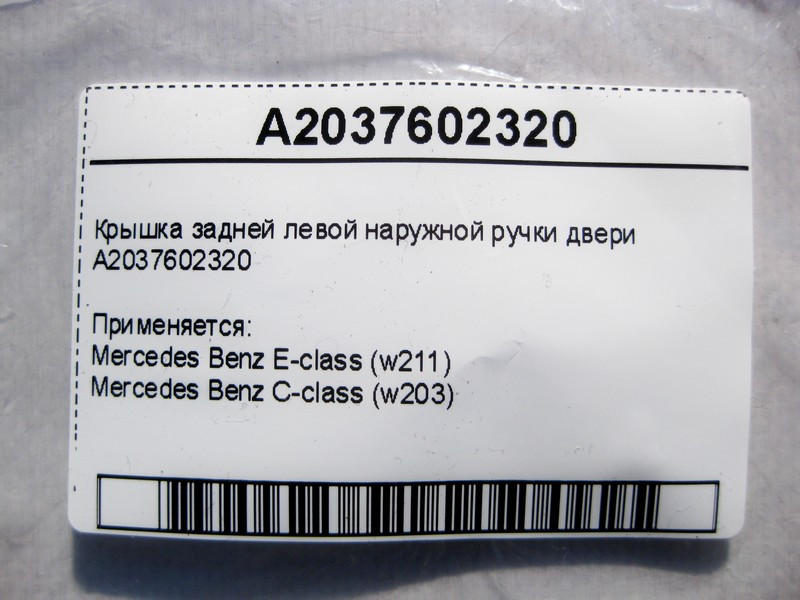 A2037602320
Крышка задней левой наружной ручки двери
A2037602320
Применяется:
Mercedes Benz E-class (w211)
Mercedes Benz C-class (w203)